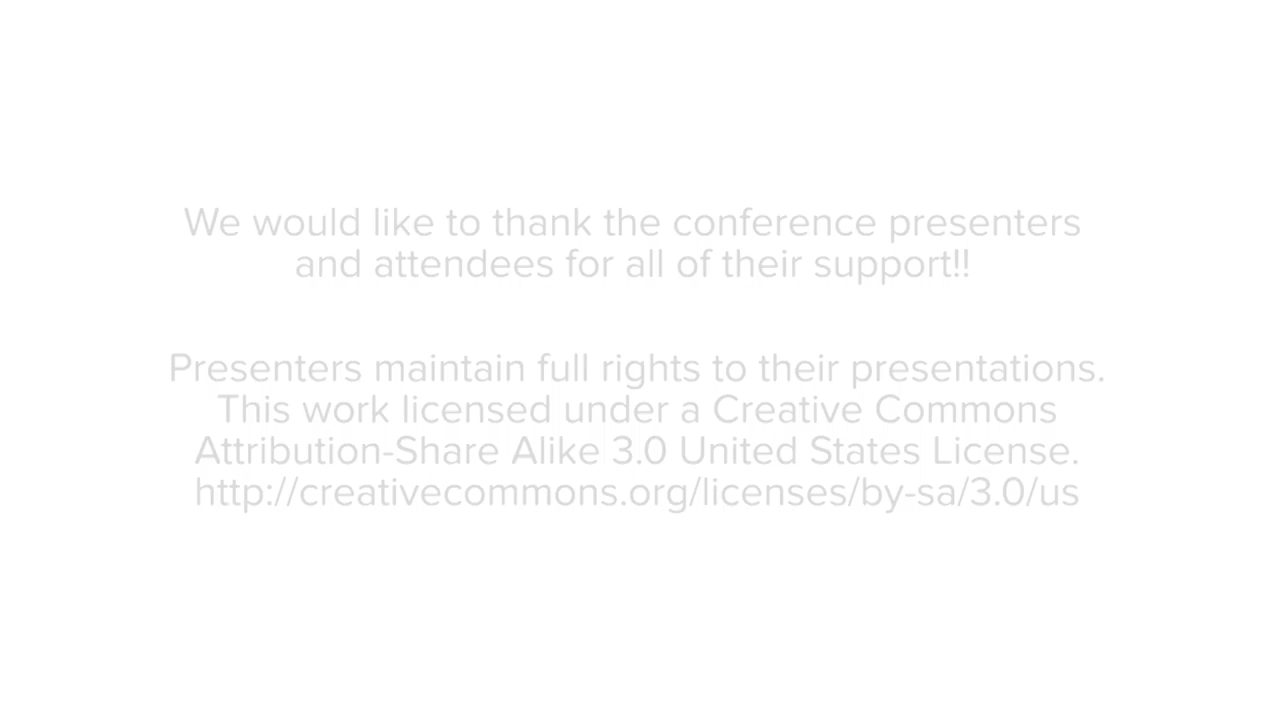 We would like to thank the conference presenters
and attendees for all of their support!!
Presenters maintain full rights to their presentations.
This work licensed under a Creative Commons
Attribution-Share Alike 3.0 United States License.
http://creativecommons.org/licenses/by-sa/3.0/us